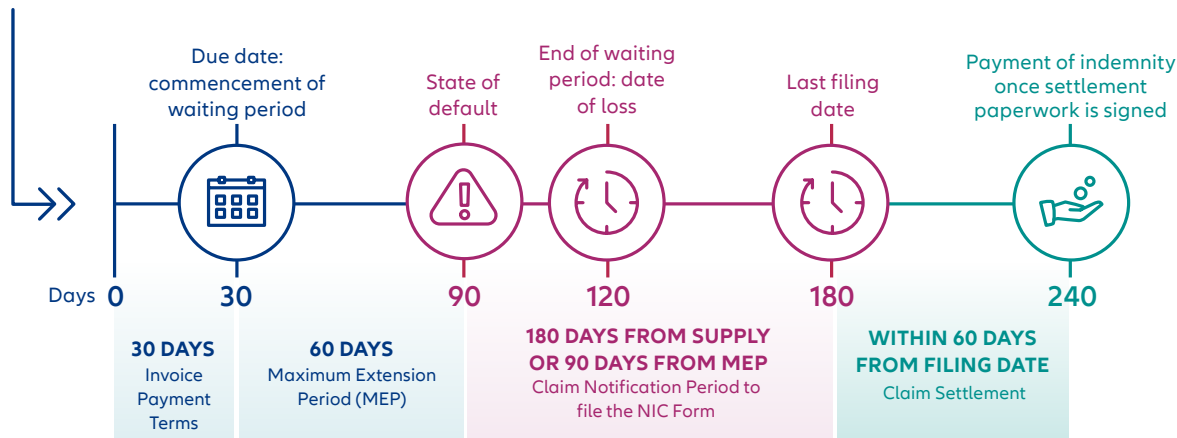 Due date:
commencement of
waiting period
State of
default
End of waiting
period: date
of loss
Last filing
date
Payment of indemnity
once settlement
paperwork is signed
Days 0 30 90 120 180 240
30 DAYS
Invoice
Payment
Terms
60 DAYS
Maximum Extension
Period (MEP)
180 DAYS FROM SUPPLY
OR 90 DAYS FROM MEP
Claim Notification Period to
file the NIC Form
WITHIN 60 DAYS
FROM FILING DATE
Claim Settlement